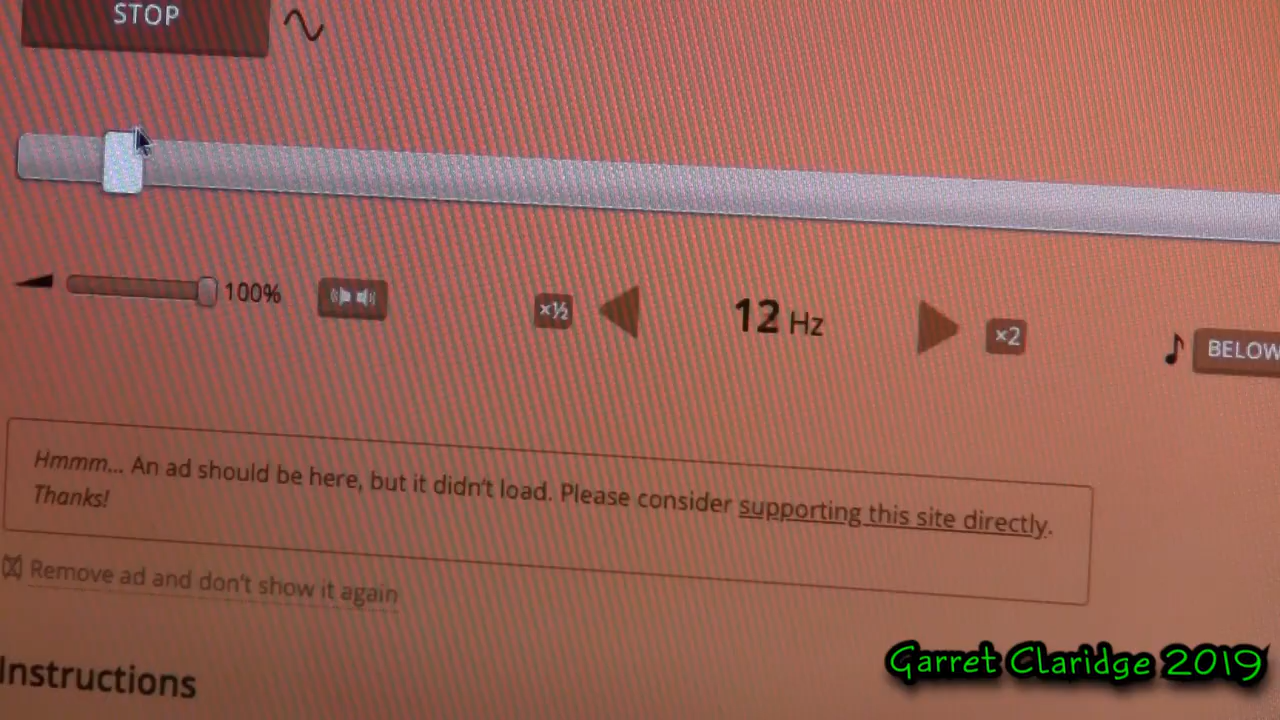 STOP
100%
×½
12 Hz
×2
BELOW
Hmmm... An ad should be here, but it didn't load. Please consider supporting this site directly.
Thanks!
Remove ad and don't show it again
Instructions
Garret Claridge 2019